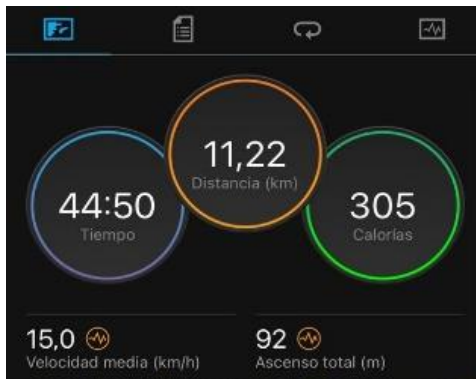 11,22
Distancia (km)
44:50
Tiempo
305
Calorías
15,0
Velocidad media (km/h)
92
Ascenso total (m)